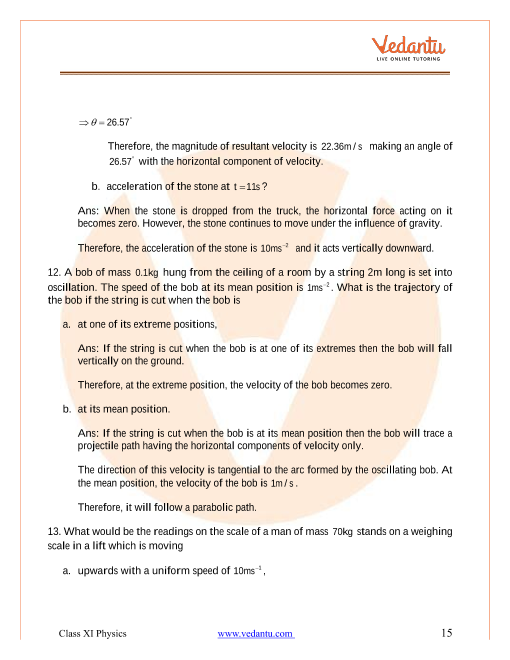 Vedantu
LIVE ONLINE TUTORING
⇒ θ = 26.57°
Therefore, the magnitude of resultant velocity is 22.36m / s making an angle of
26.57° with the horizontal component of velocity.
b. acceleration of the stone at t = 11s ?
Ans: When the stone is dropped from the truck, the horizontal force acting on it
becomes zero. However, the stone continues to move under the influence of gravity.
Therefore, the acceleration of the stone is 10ms⁻² and it acts vertically downward.
12. A bob of mass 0.1kg hung from the ceiling of a room by a string 2m long is set into
oscillation. The speed of the bob at its mean position is 1ms⁻². What is the trajectory of
the bob if the string is cut when the bob is
a. at one of its extreme positions,
Ans: If the string is cut when the bob is at one of its extremes then the bob will fall
vertically on the ground.
Therefore, at the extreme position, the velocity of the bob becomes zero.
b. at its mean position.
Ans: If the string is cut when the bob is at its mean position then the bob will trace a
projectile path having the horizontal components of velocity only.
The direction of this velocity is tangential to the arc formed by the oscillating bob. At
the mean position, the velocity of the bob is 1m / s .
Therefore, it will follow a parabolic path.
13. What would be the readings on the scale of a man of mass 70kg stands on a weighing
scale in a lift which is moving
a. upwards with a uniform speed of 10ms⁻¹ ,
Class XI Physics www.vedantu.com 15